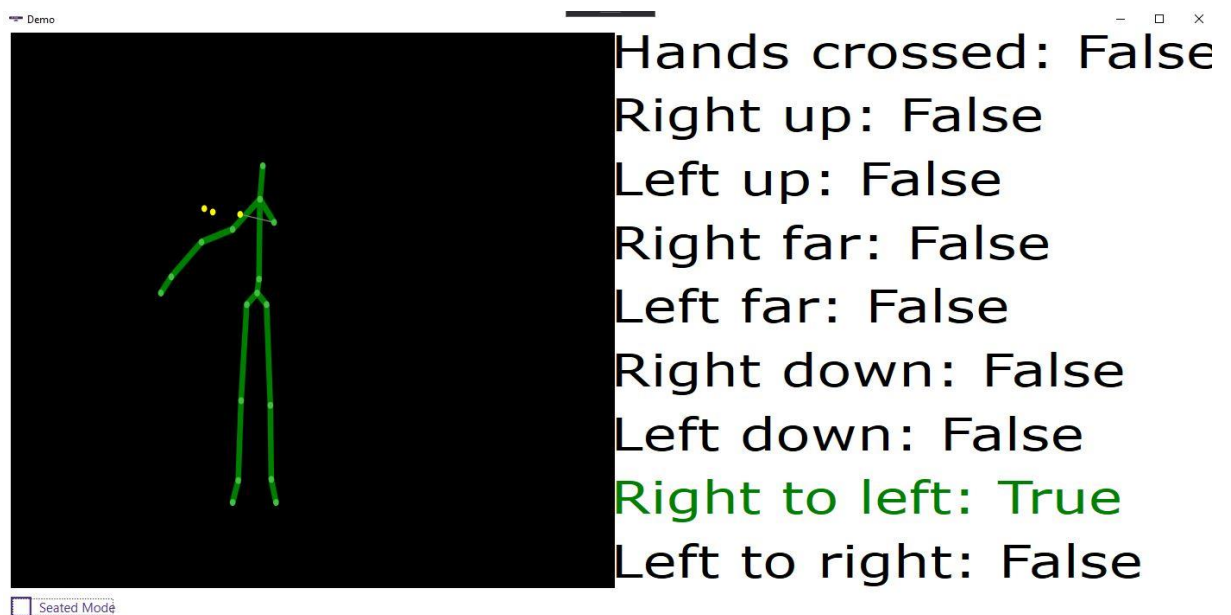 Demo
Hands crossed: False
Right up: False
Left up: False
Right far: False
Left far: False
Right down: False
Left down: False
Right to left: True
Left to right: False
Seated Mode